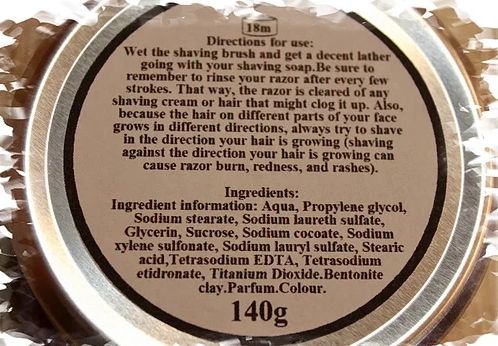 18m
Directions for use:
Wet the shaving brush and get a decent lather
going with your shaving soap.Be sure to
remember to rinse your razor after every few
strokes. That way, the razor is cleared of any
shaving cream or hair that might clog it up. Also,
because the hair on different parts of your face
grows in different directions, always try to shave
in the direction your hair is growing (shaving
against the direction your hair is growing can
cause razor burn, redness, and rashes).
Ingredients:
Ingredient information: Aqua, Propylene glycol,
Sodium stearate, Sodium laureth sulfate,
Glycerin, Sucrose, Sodium cocoate, Sodium
xylene sulfonate, Sodium lauryl sulfate, Stearic
acid,Tetrasodium EDTA, Tetrasodium
etidronate, Titanium Dioxide.Bentonite
clay.Parfum.Colour.
140g